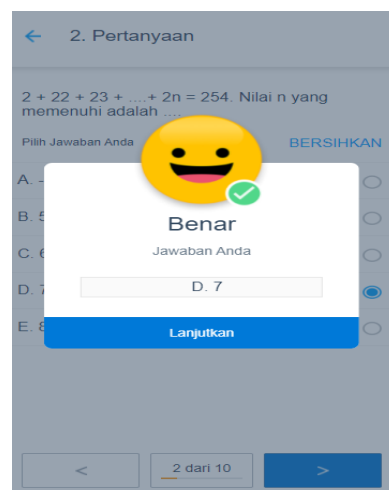 2. Pertanyaan
2 + 22 + 23 + ....+ 2n = 254. Nilai n yang
memenuhi adalah ....
Pilih Jawaban Anda
BERSIHKAN
A. -
B. 5
C. 6
D. 7
E. 8
Benar
Jawaban Anda
D. 7
Lanjutkan
<
2 dari 10
>